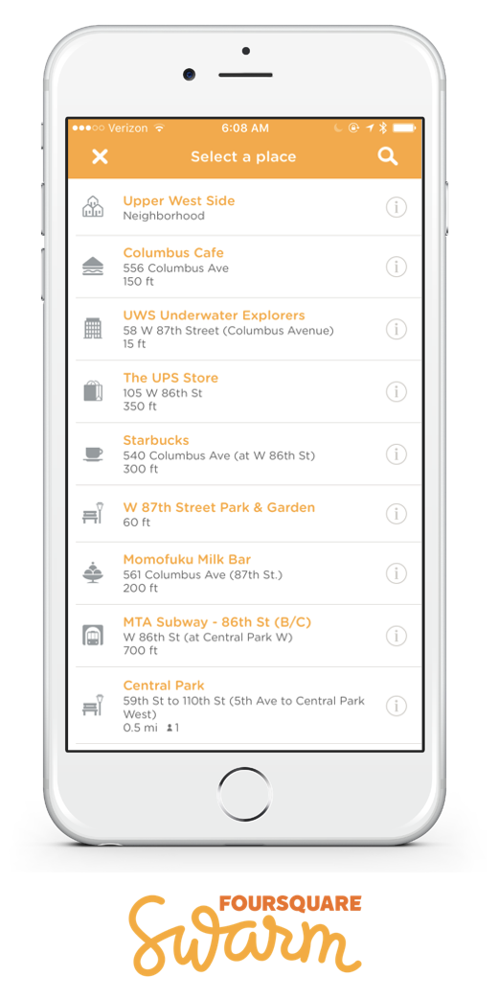 Verizon 6:08 AM
Select a place
Upper West Side
Neighborhood
Columbus Cafe
556 Columbus Ave
150 ft
UWS Underwater Explorers
58 W 87th Street (Columbus Avenue)
15 ft
The UPS Store
105 W 86th St
350 ft
Starbucks
540 Columbus Ave (at W 86th St)
300 ft
W 87th Street Park & Garden
60 ft
Momofuku Milk Bar
561 Columbus Ave (87th St.)
200 ft
MTA Subway - 86th St (B/C)
W 86th St (at Central Park W)
700 ft
Central Park
59th St to 110th St (5th Ave to Central Park
West)
0.5 mi 1
FOURSQUARE
Swarm